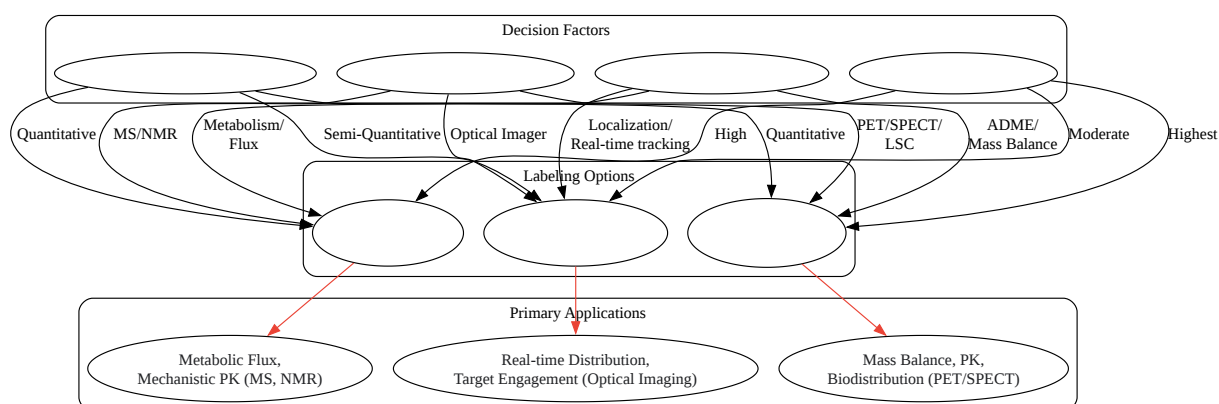 Decision Factors
Quantitative
MS/NMR
Metabolism/
Flux
Semi-Quantitative
Optical Imager
Localization/
Real-time tracking
High
Quantitative
PET/SPECT/
LSC
ADME/
Mass Balance
Moderate
Highest
Labeling Options
Primary Applications
Metabolic Flux,
Mechanistic PK (MS, NMR)
Real-time Distribution,
Target Engagement (Optical Imaging)
Mass Balance, PK,
Biodistribution (PET/SPECT)